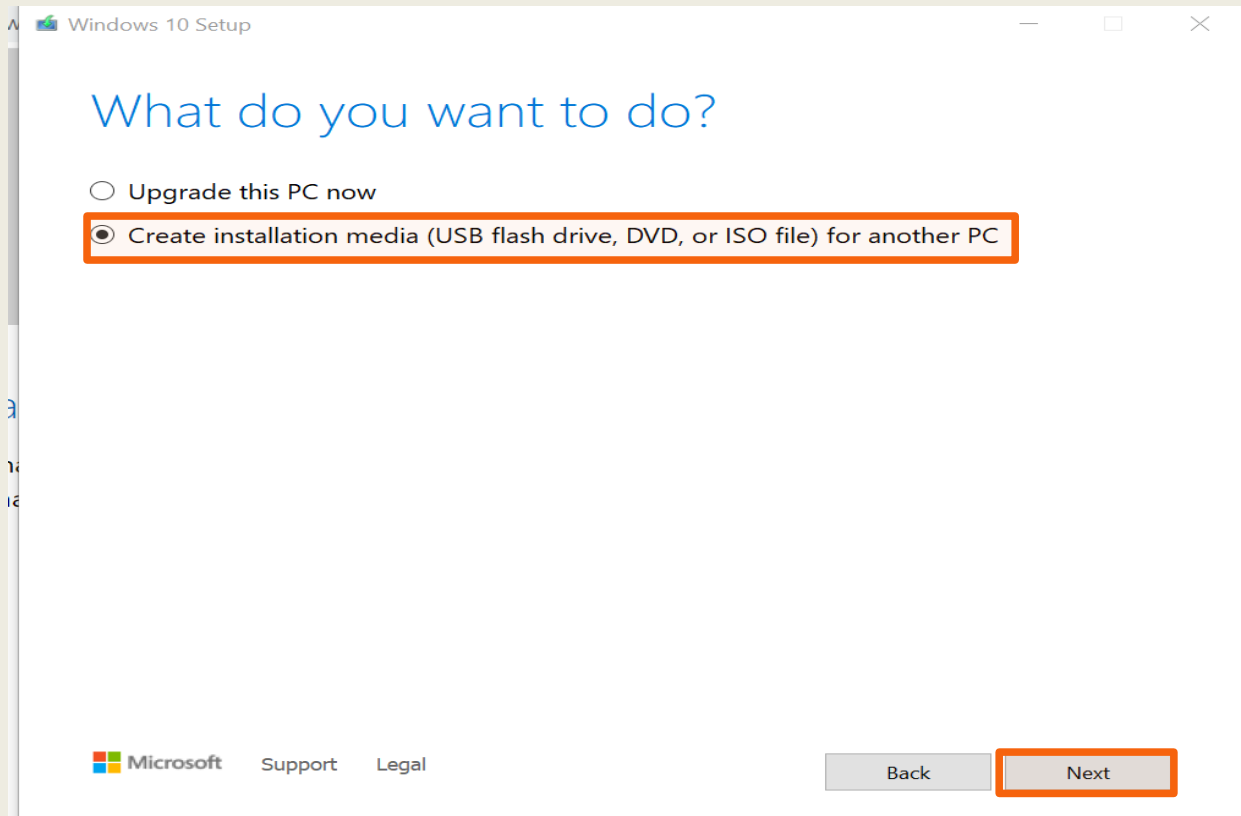 Windows 10 Setup
What do you want to do?
Upgrade this PC now
Create installation media (USB flash drive, DVD, or ISO file) for another PC
Microsoft Support Legal
Back Next